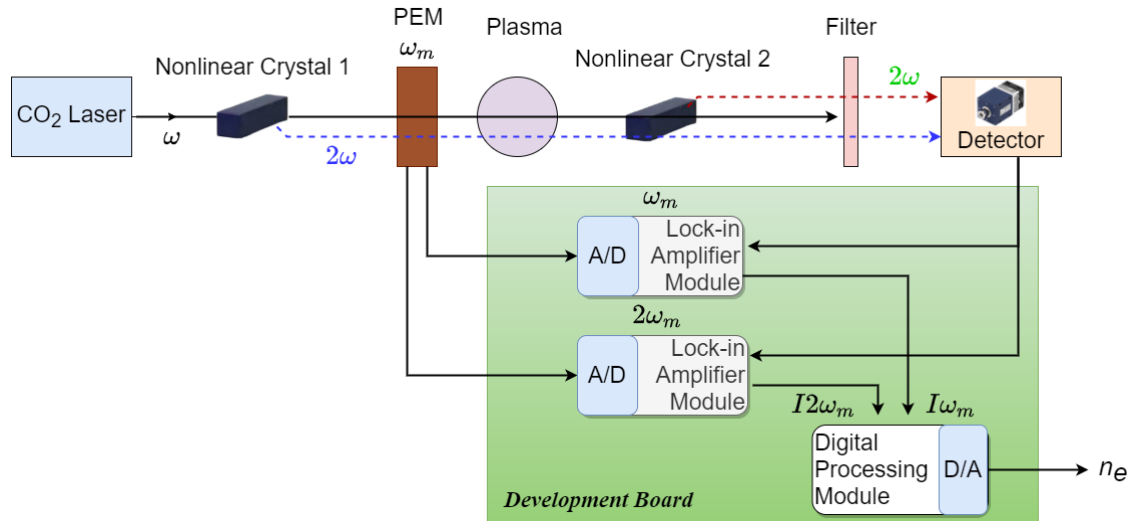 PEM
ωₘ
Plasma
Filter
Nonlinear Crystal 1
Nonlinear Crystal 2
2ω
CO₂ Laser
ω
2ω
Detector
ωₘ
A/D
Lock-in
Amplifier
Module
2ωₘ
A/D
Lock-in
Amplifier
Module
I2ωₘ
Iωₘ
Digital
Processing
Module
D/A
nₑ
Development Board